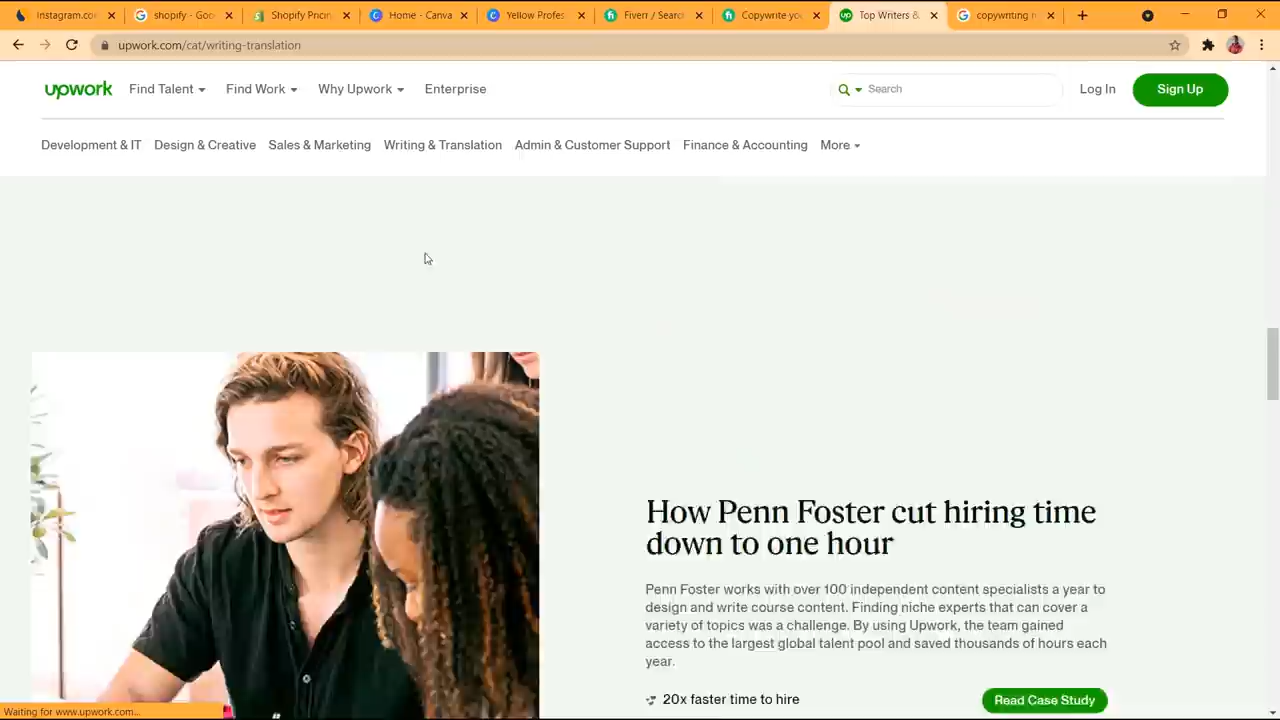 Instagram.co
shopify - Goo
Shopify Pricin
Home - Canva
Yellow Profes
Fiverr / Searc
Copywrite yo
Top Writers &
copywriting r
upwork.com/cat/writing-translation
upwork
Find Talent
Find Work
Why Upwork
Enterprise
Search
Log In
Sign Up
Development & IT
Design & Creative
Sales & Marketing
Writing & Translation
Admin & Customer Support
Finance & Accounting
More
How Penn Foster cut hiring time
down to one hour
Penn Foster works with over 100 independent content specialists a year to
design and write course content. Finding niche experts that can cover a
variety of topics was a challenge. By using Upwork, the team gained
access to the largest global talent pool and saved thousands of hours each
year.
20x faster time to hire
Read Case Study
Waiting for www.upwork.com...